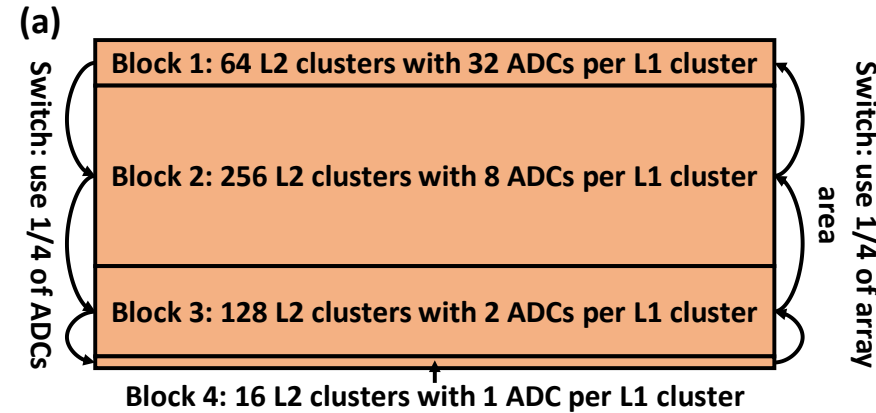 (a)
Switch: use 1/4 of ADCs
Block 1: 64 L2 clusters with 32 ADCs per L1 cluster
Block 2: 256 L2 clusters with 8 ADCs per L1 cluster
Block 3: 128 L2 clusters with 2 ADCs per L1 cluster
Block 4: 16 L2 clusters with 1 ADC per L1 cluster
Switch: use 1/4 of array
area